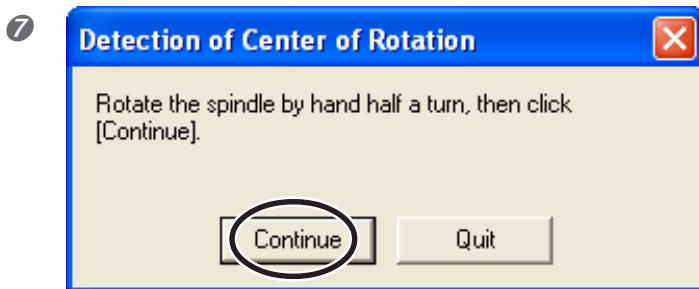 7
Detection of Center of Rotation
Rotate the spindle by hand half a turn, then click
[Continue].
Continue
Quit